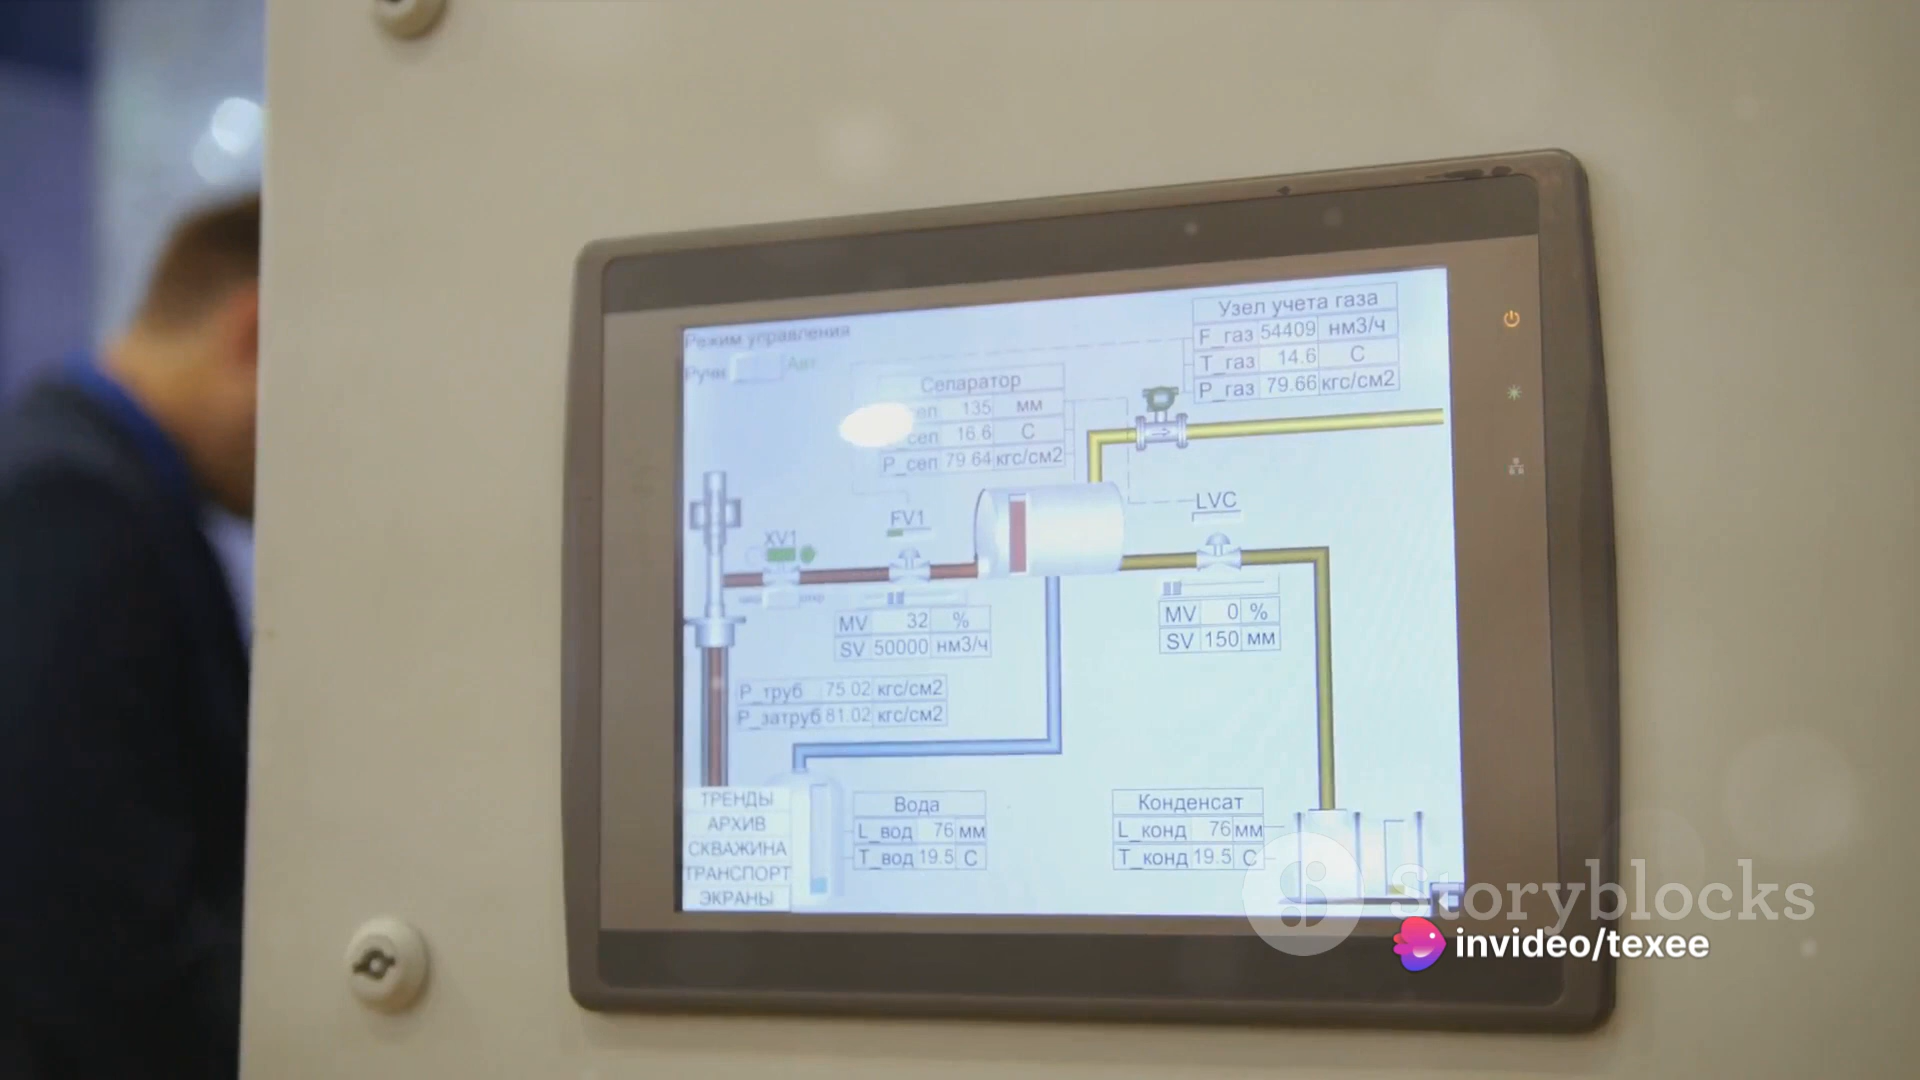 Режим управления
Ручн Авт
Узел учета газа
F_газ 54409 нм3/ч
T_газ 14.6 C
P_газ 79.66 кгс/см2
Сепаратор
сеп 135 мм
сеп 16.6 C
P_сеп 79.64 кгс/см2
XV1
FV1
LVC
MV 32 %
SV 50000 нм3/ч
MV 0 %
SV 150 мм
P_труб 75.02 кгс/см2
P_затруб 81.02 кгс/см2
ТРЕНДЫ
АРХИВ
СКВАЖИНА
ТРАНСПОРТ
ЭКРАНЫ
Вода
L_вод 76 мм
T_вод 19.5 C
Конденсат
L_конд 76 мм
T_конд 19.5 C
Storyblocks
invideo/texee